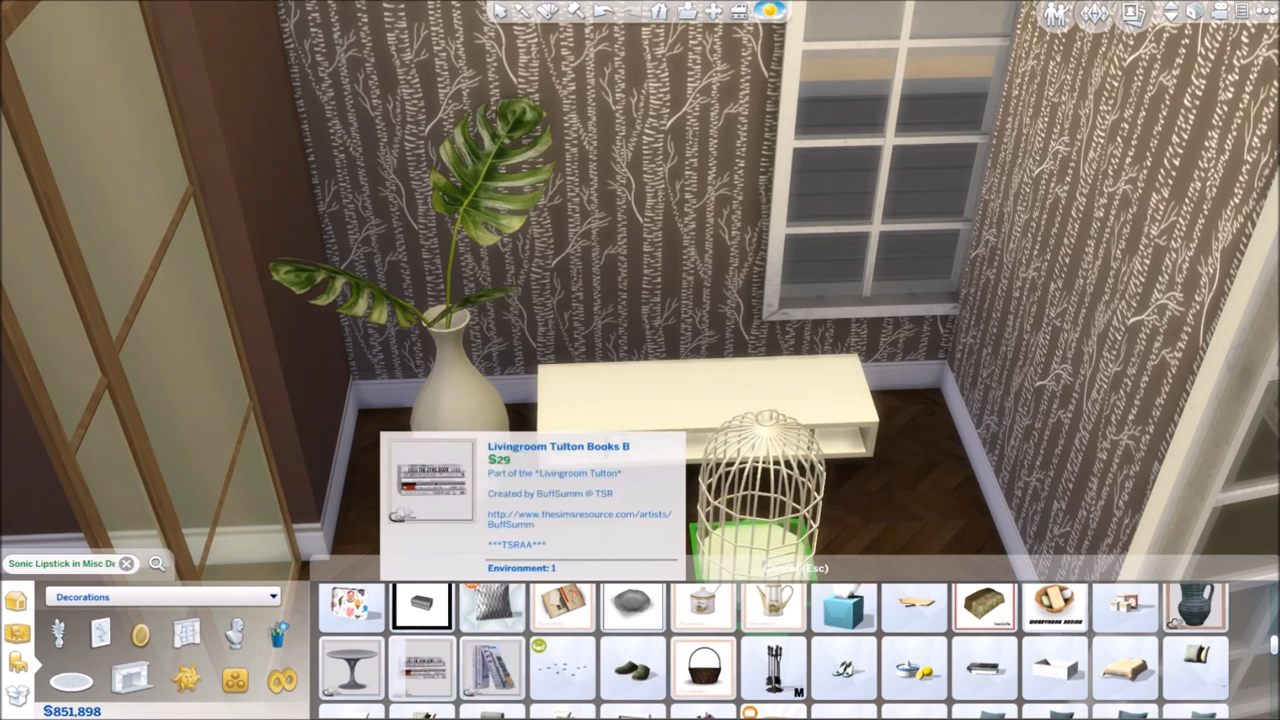 Livingroom Tulton Books B
$29
Part of the *Livingroom Tulton*
Created by BuffSumm @ TSR
http://www.thesimsresource.com/artists/
BuffSumm
***TSRAA***
Environment: 1
(Esc)
Sonic Lipstick in Misc De
Decorations
M
$851,898